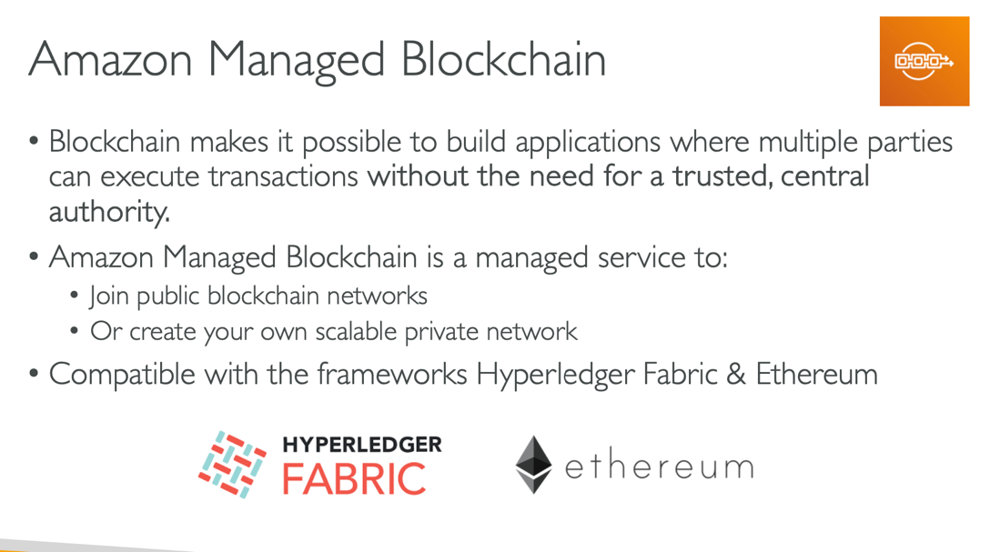 Amazon Managed Blockchain
• Blockchain makes it possible to build applications where multiple parties
can execute transactions without the need for a trusted, central
authority.
• Amazon Managed Blockchain is a managed service to:
• Join public blockchain networks
• Or create your own scalable private network
• Compatible with the frameworks Hyperledger Fabric & Ethereum
HYPERLEDGER
FABRIC
ethereum